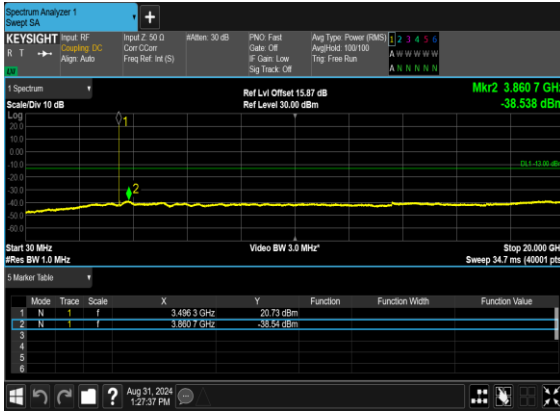 Spectrum Analyzer 1
Swept SA
KEYSIGHT Input: RF Input Z: 50 Ω #Atten: 30 dB PNO: Fast Avg Type: Power (RMS) 1 2 3 4 5 6
R T Coupling: DC Corr CCorr Gate: Off Avg|Hold: 100/100 A W W W W W
Align: Auto Freq Ref: Int (S) IF Gain: Low Trig: Free Run
Sig Track: Off A N N N N N
1 Spectrum Ref Lvl Offset 15.87 dB Mkr2 3.860 7 GHz
Scale/Div 10 dB Ref Level 30.00 dBm -38.538 dBm
Log
20.0
10.0
0.00
-10.0
-20.0
-30.0
-40.0
-50.0
-60.0
1
DL1 -13.00 dBm
2
Start 30 MHz Video BW 3.0 MHz* Stop 20.000 GHz
#Res BW 1.0 MHz Sweep 34.7 ms (40001 pts)
5 Marker Table
Mode Trace Scale X Y Function Function Width Function Value
1 N 1 f 3.496 3 GHz 20.73 dBm
2 N 1 f 3.860 7 GHz -38.54 dBm
3
4
5
6
Aug 31, 2024
1:27:37 PM